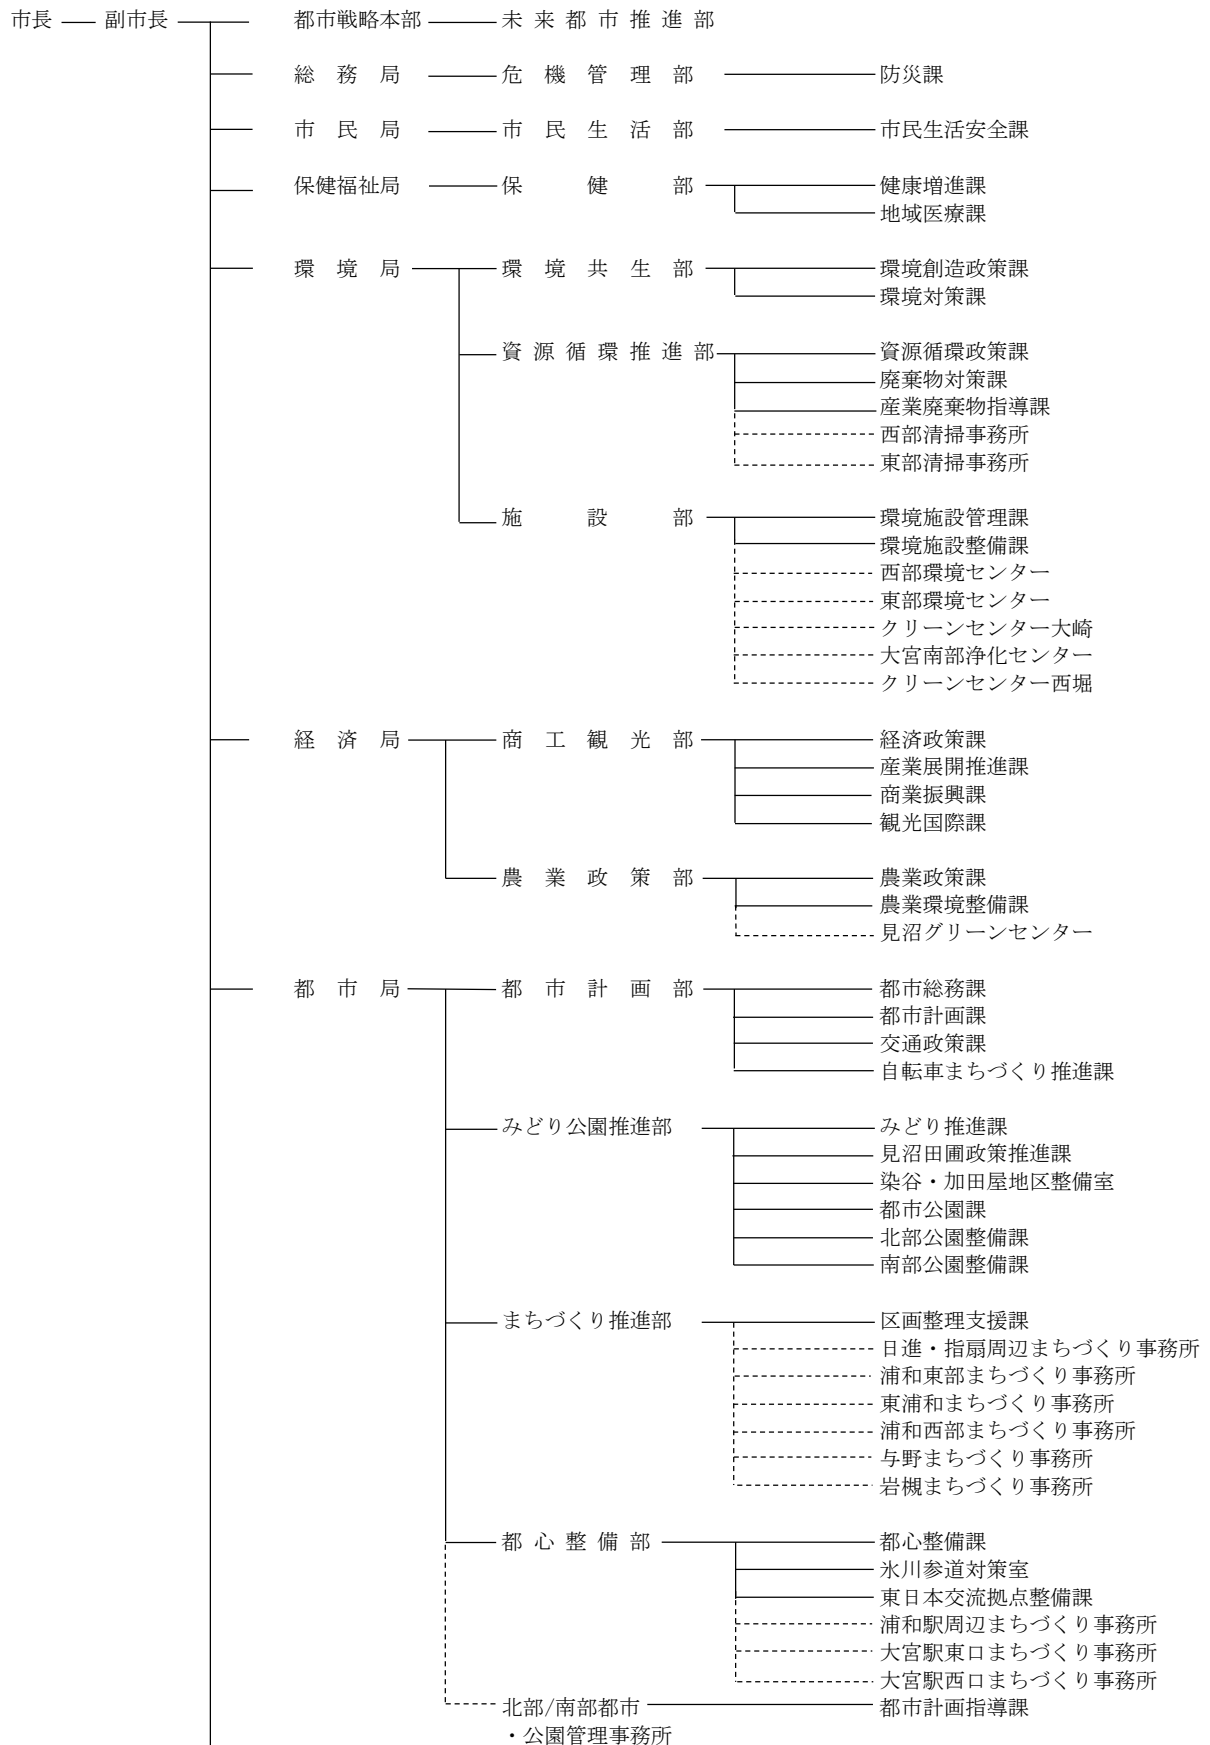 市長 副市長 都市戦略本部 未来都市推進部
総務局 危機管理部 防災課
市民局 市民生活部 市民生活安全課
保健福祉局 保健部 健康増進課
地域医療課
環境局 環境共生部 環境創造政策課
環境対策課
資源循環推進部 資源循環政策課
廃棄物対策課
産業廃棄物指導課
西部清掃事務所
東部清掃事務所
施設部 環境施設管理課
環境施設整備課
西部環境センター
東部環境センター
クリーンセンター大崎
大宮南部浄化センター
クリーンセンター西堀
経済局 商工観光部 経済政策課
産業展開推進課
商業振興課
観光国際課
農業政策部 農業政策課
農業環境整備課
見沼グリーンセンター
都市局 都市計画部 都市総務課
都市計画課
交通政策課
自転車まちづくり推進課
みどり公園推進部 みどり推進課
見沼田圃政策推進課
染谷・加田屋地区整備室
都市公園課
北部公園整備課
南部公園整備課
まちづくり推進部 区画整理支援課
日進・指扇周辺まちづくり事務所
浦和東部まちづくり事務所
東浦和まちづくり事務所
浦和西部まちづくり事務所
与野まちづくり事務所
岩槻まちづくり事務所
都心整備部 都心整備課
氷川参道対策室
東日本交流拠点整備課
浦和駅周辺まちづくり事務所
大宮駅東口まちづくり事務所
大宮駅西口まちづくり事務所
北部/南部都市 都市計画指導課
・公園管理事務所